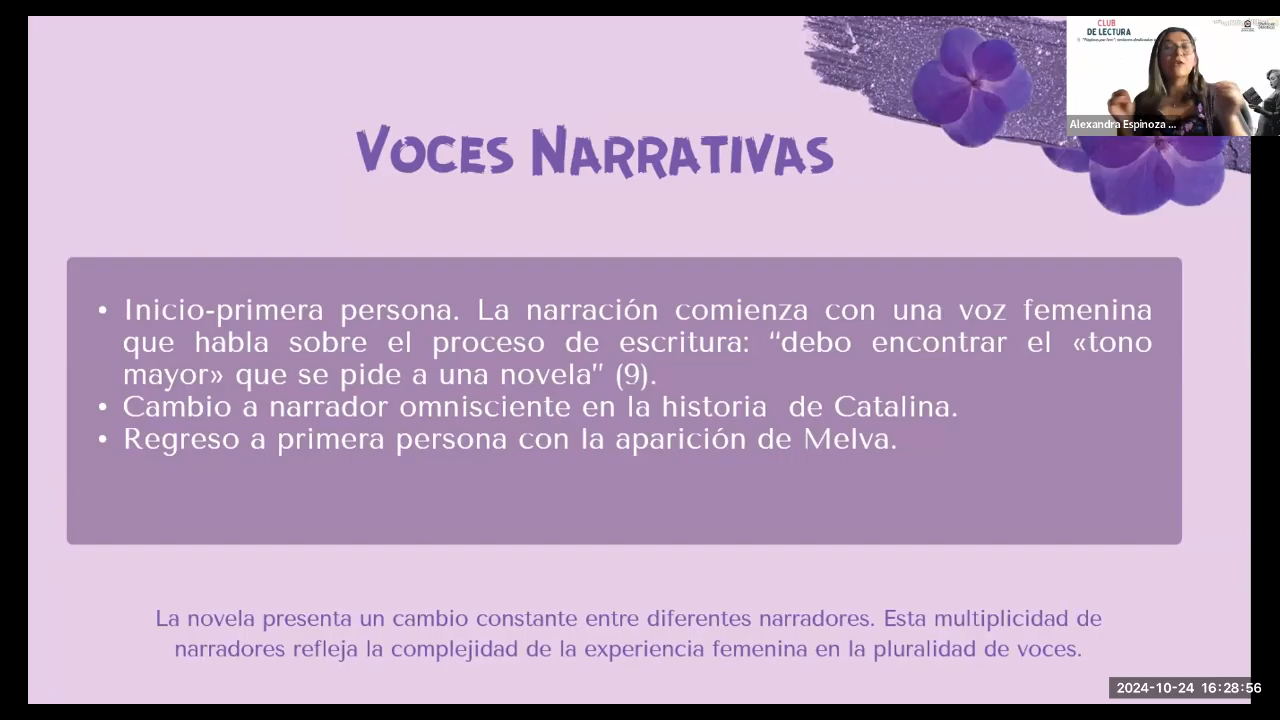 CLUB
DE LECTURA
Alexandra Espinoza ...
VOCES NARRATIVAS
• Inicio-primera persona. La narración comienza con una voz femenina
que habla sobre el proceso de escritura: “debo encontrar el «tono
mayor» que se pide a una novela” (9).
• Cambio a narrador omnisciente en la historia de Catalina.
• Regreso a primera persona con la aparición de Melva.
La novela presenta un cambio constante entre diferentes narradores. Esta multiplicidad de
narradores refleja la complejidad de la experiencia femenina en la pluralidad de voces.
2024-10-24 16:28:56